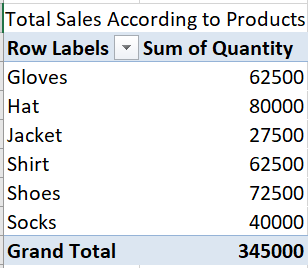 Total Sales According to Products
Row Labels Sum of Quantity
Gloves 62500
Hat 80000
Jacket 27500
Shirt 62500
Shoes 72500
Socks 40000
Grand Total 345000